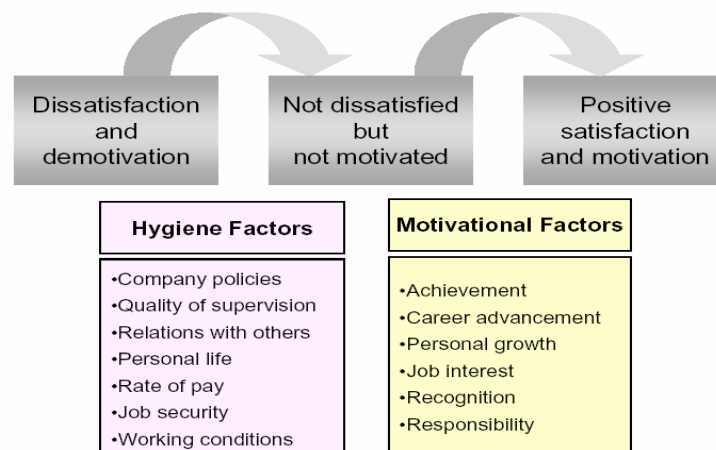 Dissatisfaction
and
demotivation
Not dissatisfied
but
not motivated
Positive
satisfaction
and motivation
Hygiene Factors
•Company policies
•Quality of supervision
•Relations with others
•Personal life
•Rate of pay
•Job security
•Working conditions
Motivational Factors
•Achievement
•Career advancement
•Personal growth
•Job interest
•Recognition
•Responsibility